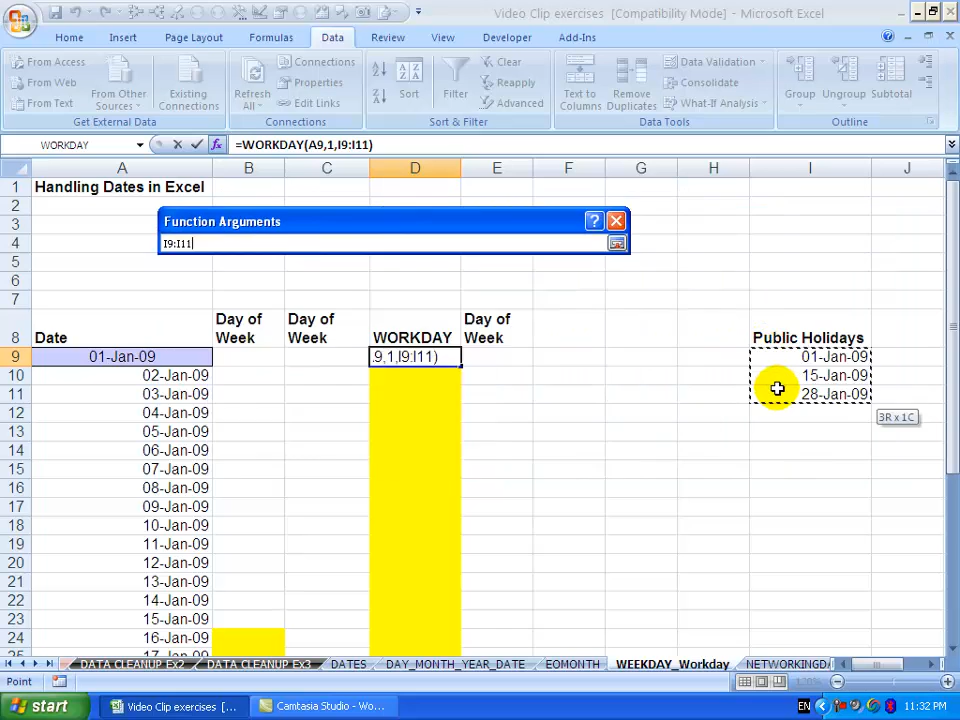 Video Clip exercises [Compatibility Mode] - Microsoft Excel
Home Insert Page Layout Formulas Data Review View Developer Add-Ins
From Access
From Web
From Text
From Other
Sources
Existing
Connections
Get External Data
Refresh
All
Connections
Properties
Edit Links
Connections
Sort
Filter
Clear
Reapply
Advanced
Sort & Filter
Text to
Columns
Remove
Duplicates
Data Validation
Consolidate
What-If Analysis
Data Tools
Group
Ungroup
Subtotal
Outline
WORKDAY
=WORKDAY(A9,1,I9:I11)
A B C D E F G H I J
1 Handling Dates in Excel
2
Function Arguments
3
4 I9:I11
5
6
7
8 Date Day of Week Day of Week WORKDAY Day of Week Public Holidays
9 01-Jan-09 .9,1,I9:I11) 01-Jan-09
10 02-Jan-09 15-Jan-09
11 03-Jan-09 28-Jan-09
12 04-Jan-09
3R x 1C
13 05-Jan-09
14 06-Jan-09
15 07-Jan-09
16 08-Jan-09
17 09-Jan-09
18 10-Jan-09
19 11-Jan-09
20 12-Jan-09
21 13-Jan-09
22 14-Jan-09
23 15-Jan-09
24 16-Jan-09
17-Jan-09
DATA CLEANUP Ex2 DATA CLEANUP Ex3 DATES DAY_MONTH_YEAR_DATE EOMONTH WEEKDAY_Workday NETWORKINGDA
Point 120%
start Video Clip exercises [... Camtasia Studio - Wo... EN 11:32 PM